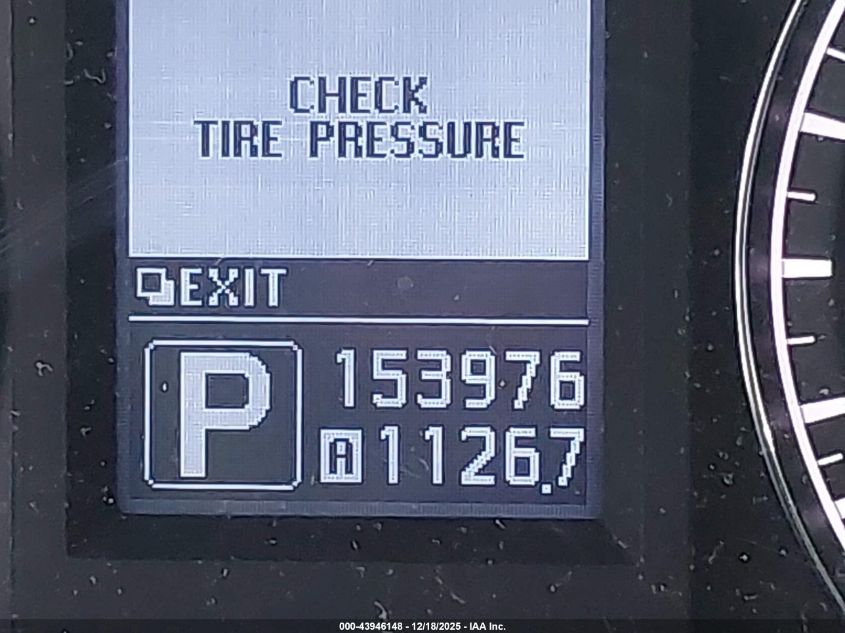 CHECK
TIRE PRESSURE
EXIT
P
153976
A 1126.7
000-43946148 - 12/18/2025 - IAA Inc.